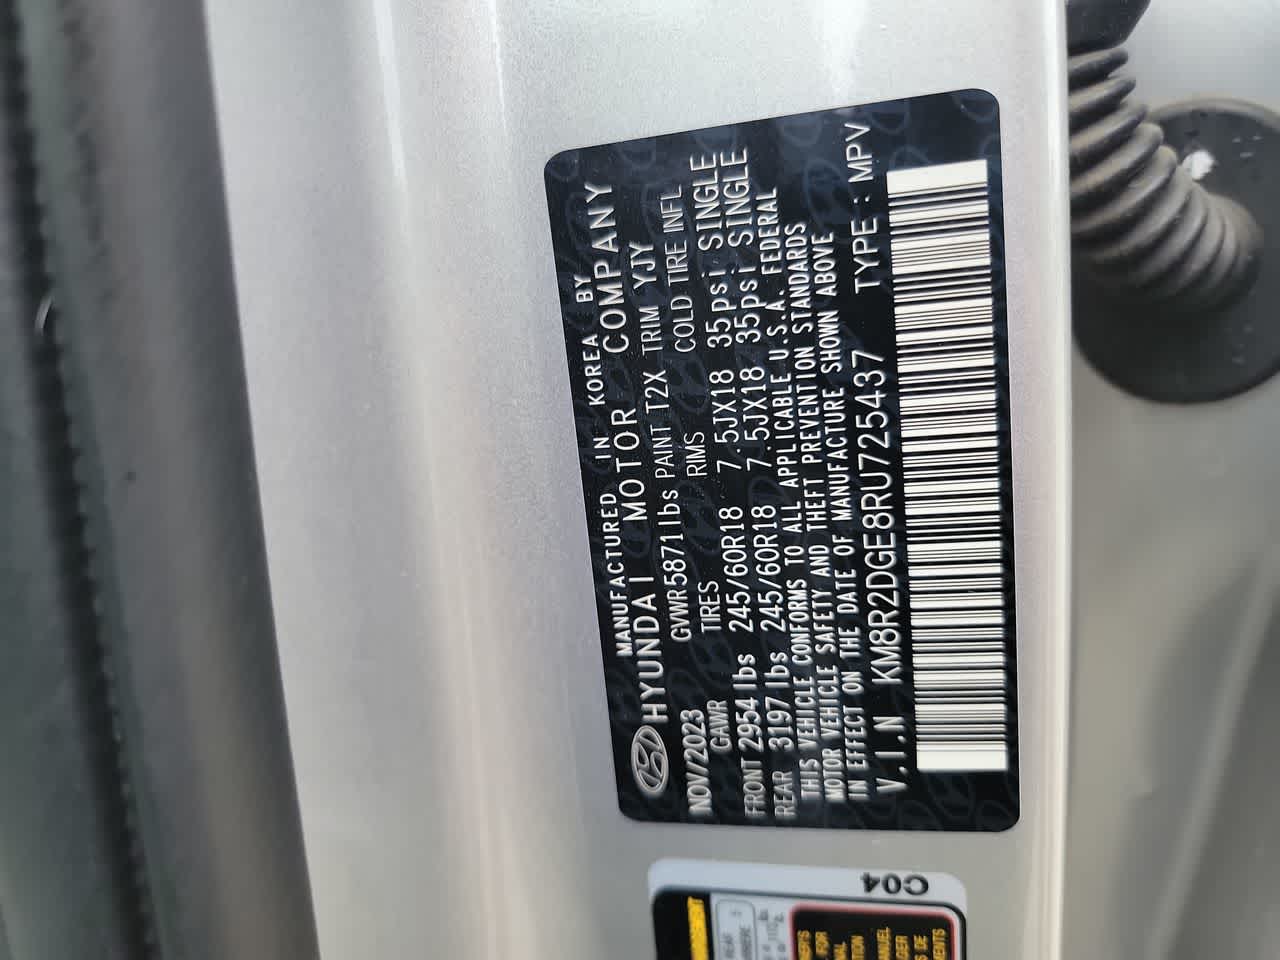 MANUFACTURED IN KOREA BY
HYUNDAI MOTOR COMPANY
NOV/2023 GVWR5871lbs PAINT T2X TRIM YJY
GAWR TIRES RIMS COLD TIRE INFL
FRONT 2954 lbs 245/60R18 7.5JX18 35psi SINGLE
REAR 3197 lbs 245/60R18 7.5JX18 35psi SINGLE
THIS VEHICLE CONFORMS TO ALL APPLICABLE U.S.A. FEDERAL
MOTOR VEHICLE SAFETY AND THEFT PREVENTION STANDARDS
IN EFFECT ON THE DATE OF MANUFACTURE SHOWN ABOVE
V.I.N KM8R2DGE8RU725437 TYPE : MPV
C04
REAR